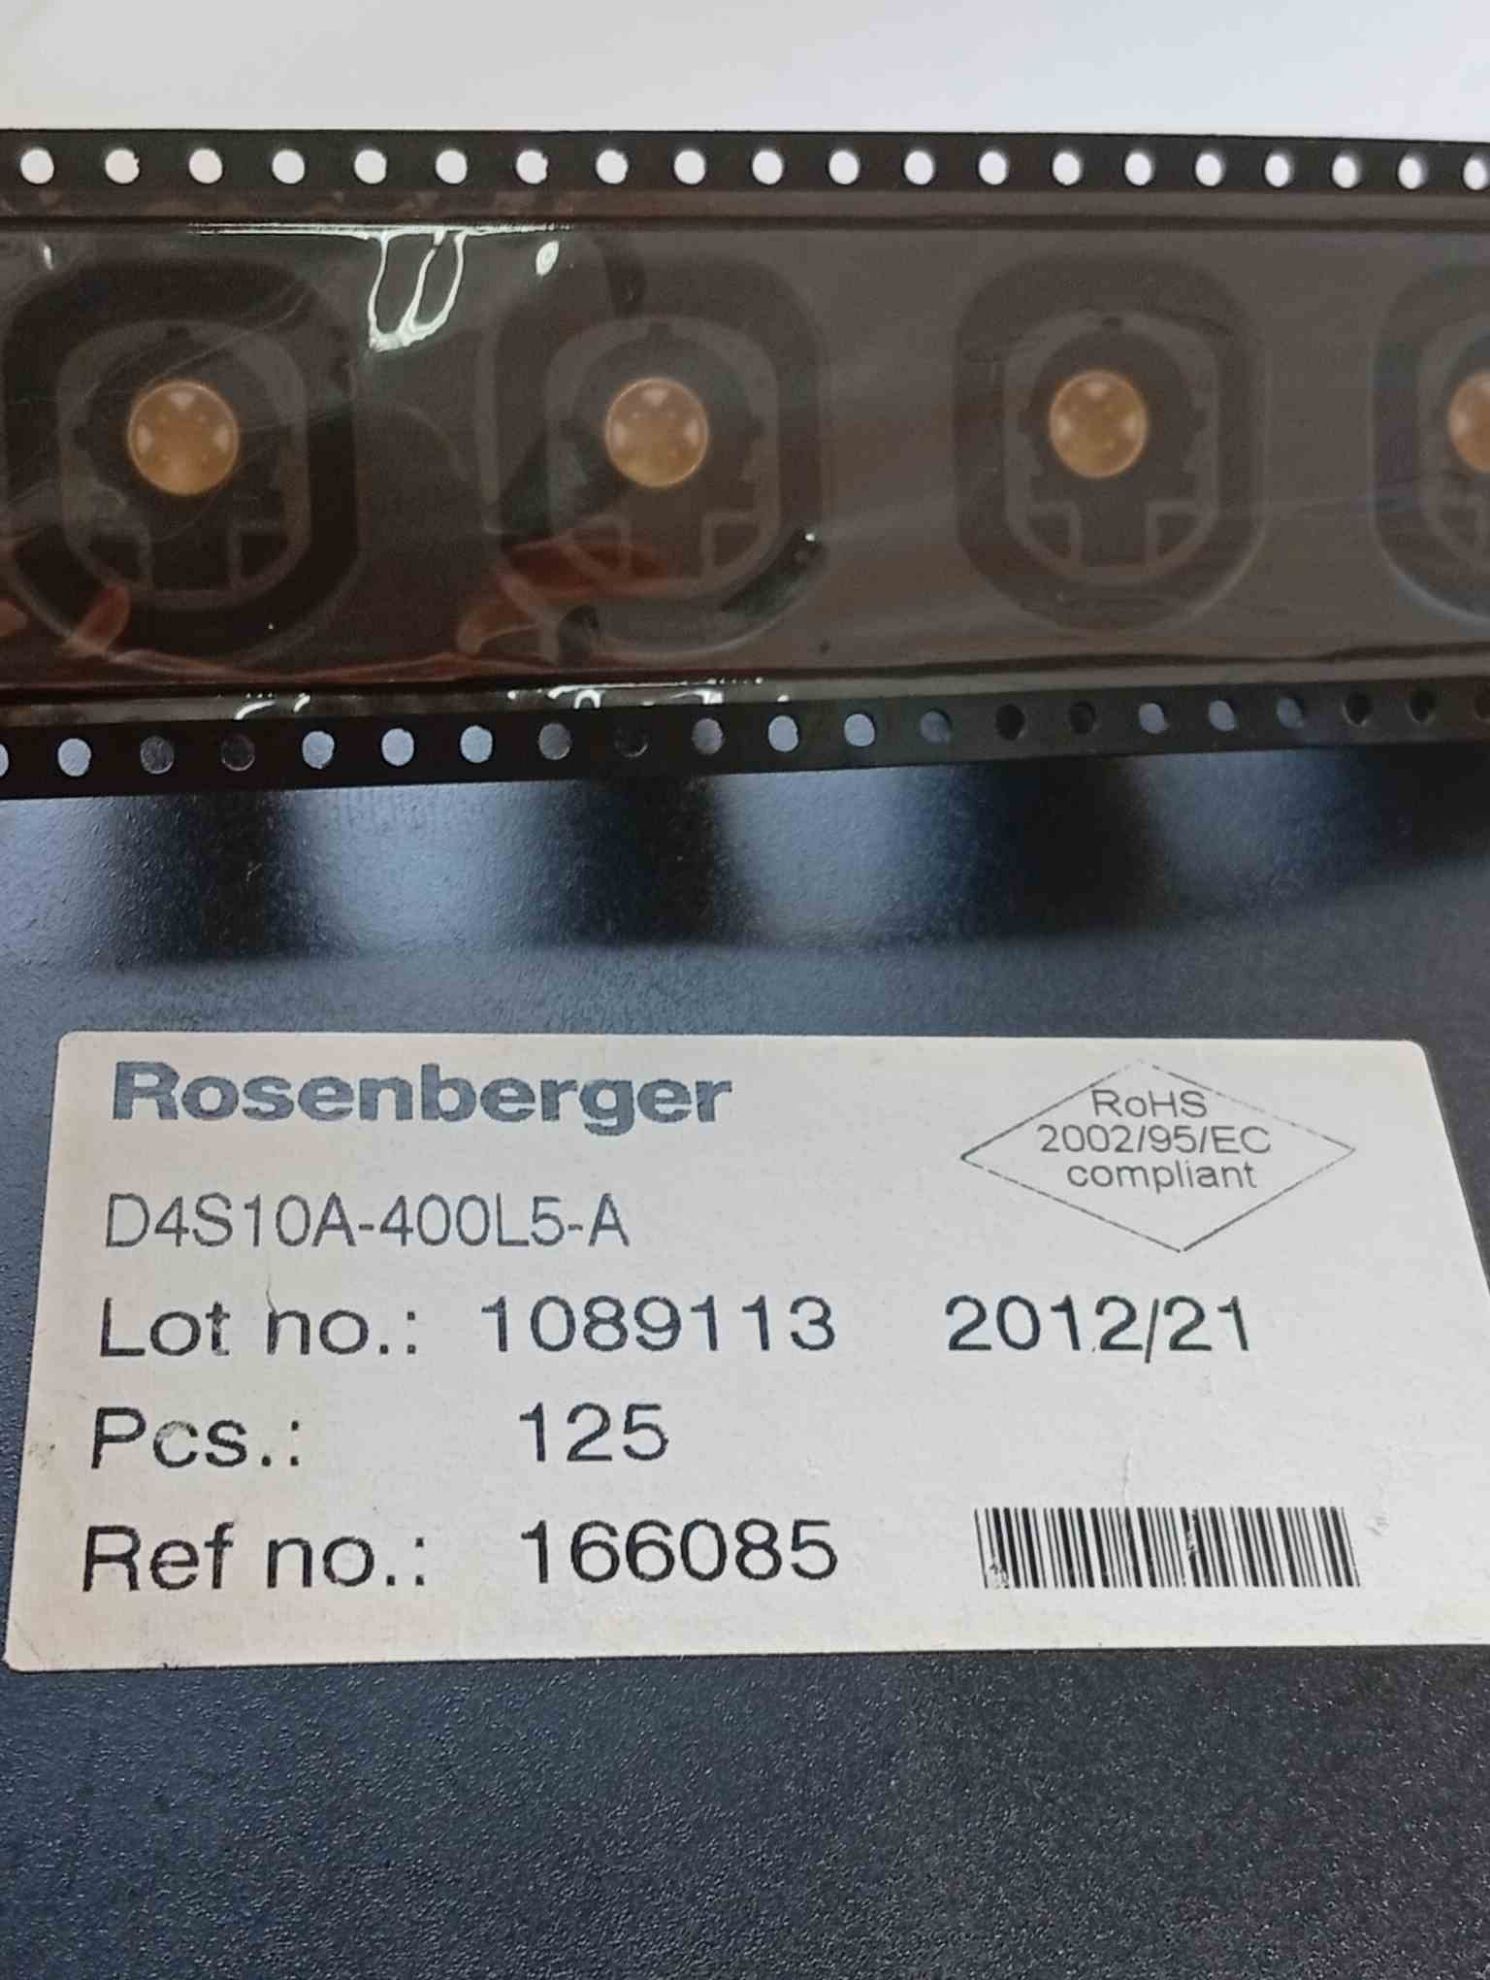 Rosenberger
RoHS
2002/95/EC
compliant
D4S10A-400L5-A
Lot no.: 1089113 2012/21
Pcs.: 125
Ref no.: 166085